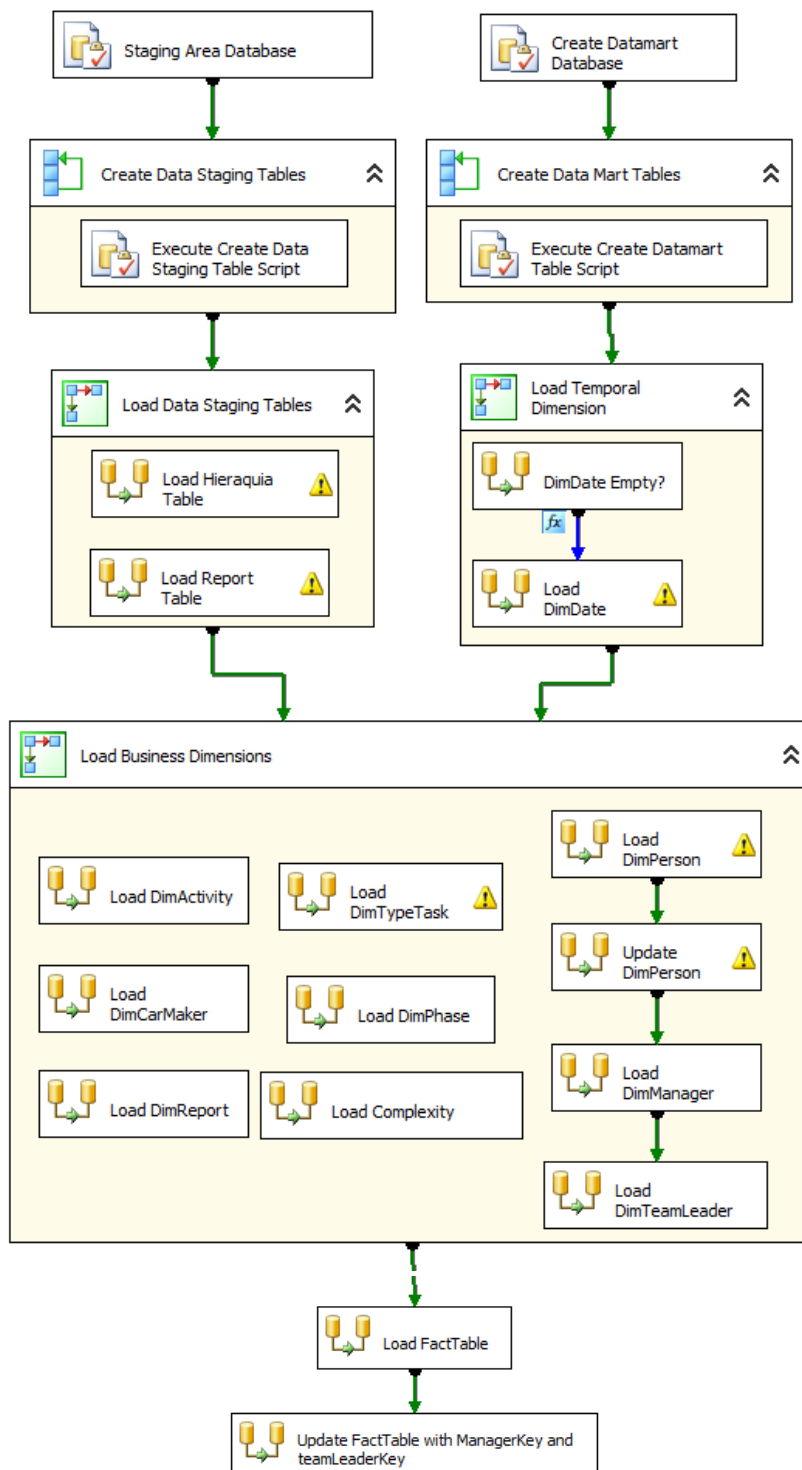 Staging Area Database
Create Datamart
Database
Create Data Staging Tables
Create Data Mart Tables
Execute Create Data
Staging Table Script
Execute Create Datamart
Table Script
Load Data Staging Tables
Load Temporal
Dimension
Load Hieraquia
Table
DimDate Empty?
fx
Load Report
Table
Load
DimDate
Load Business Dimensions
Load DimActivity
Load
DimTypeTask
Load
DimPerson
Update
DimPerson
Load
DimCarMaker
Load DimPhase
Load
DimManager
Load DimReport
Load Complexity
Load
DimTeamLeader
Load FactTable
Update FactTable with ManagerKey and
teamLeaderKey